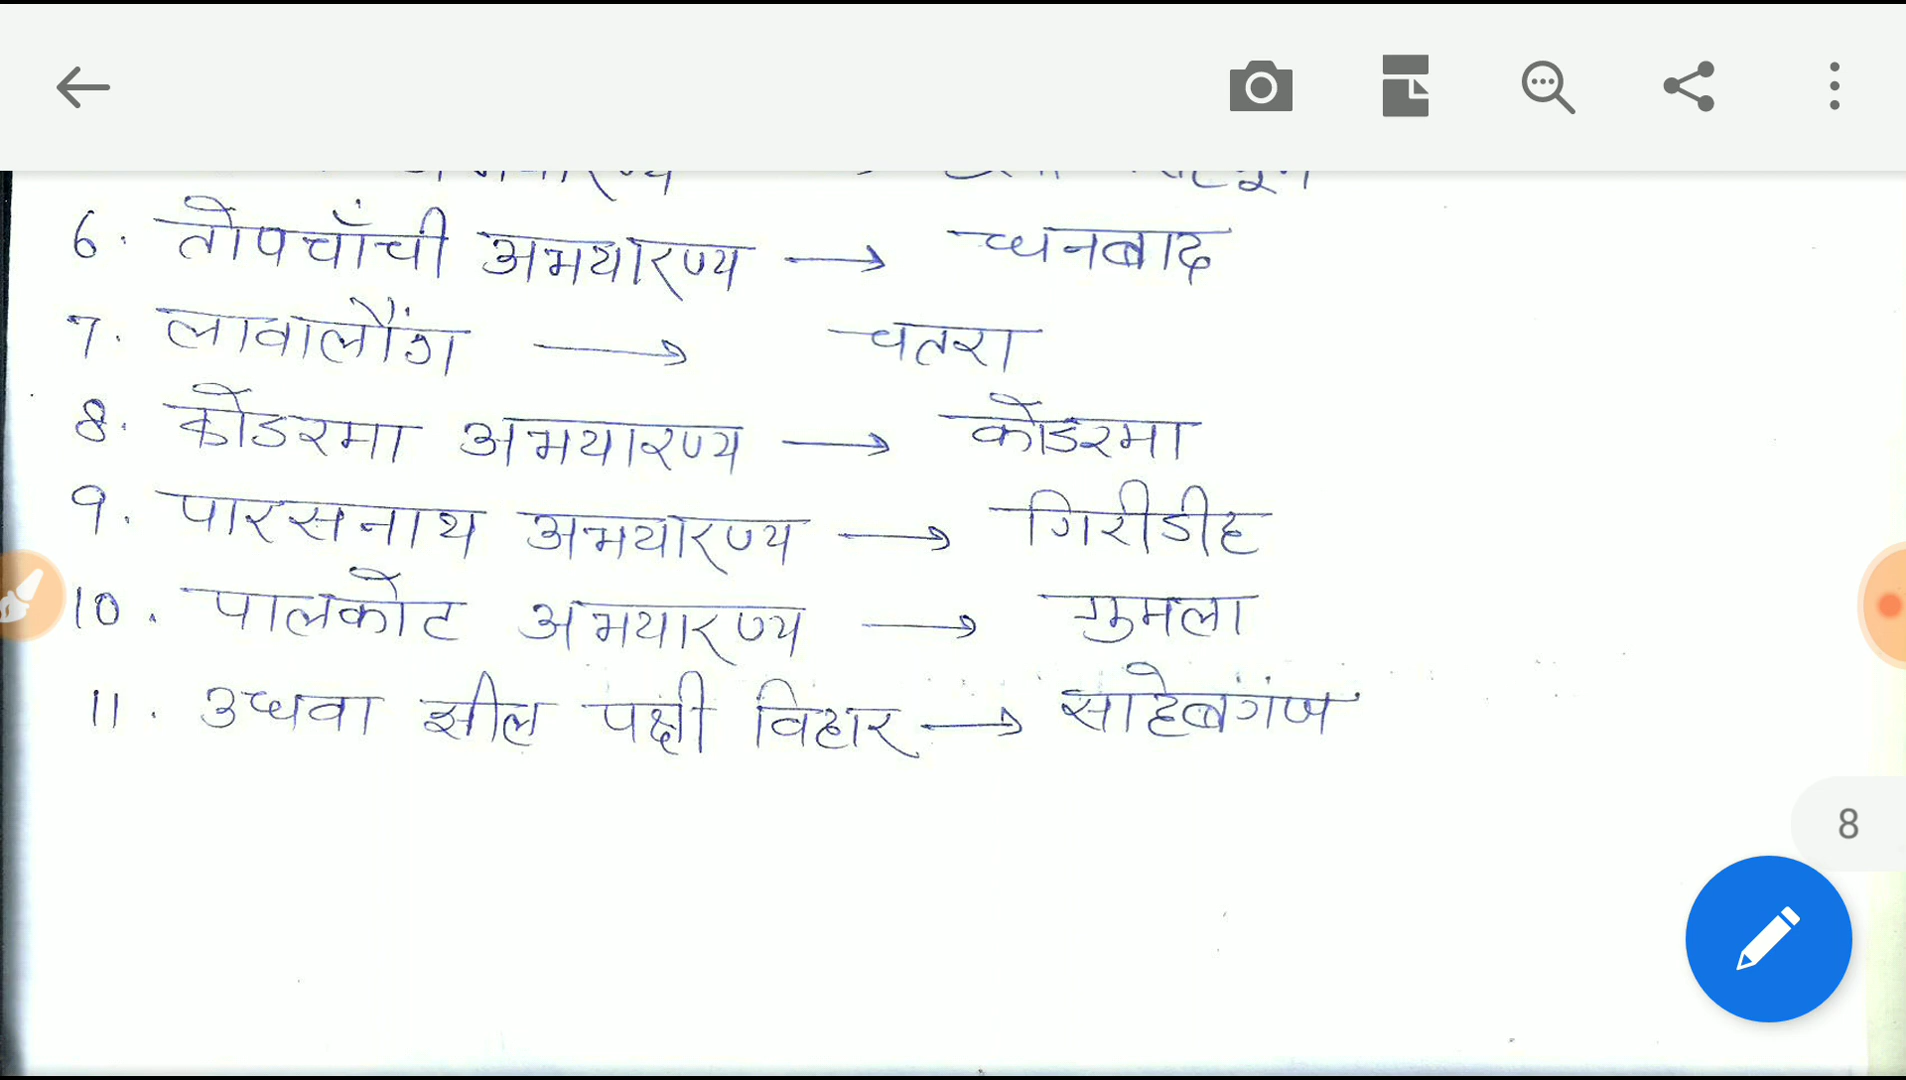 6. तोपचाँची अभयारण्य → धनबाद
7. लावालौंग → चतरा
8. कोडरमा अभयारण्य → कोडरमा
9. पारसनाथ अभयारण्य → गिरीडीह
10. पालकोट अभयारण्य → गुमला
11. उधवा झील पक्षी विहार → साहेबगंज
8